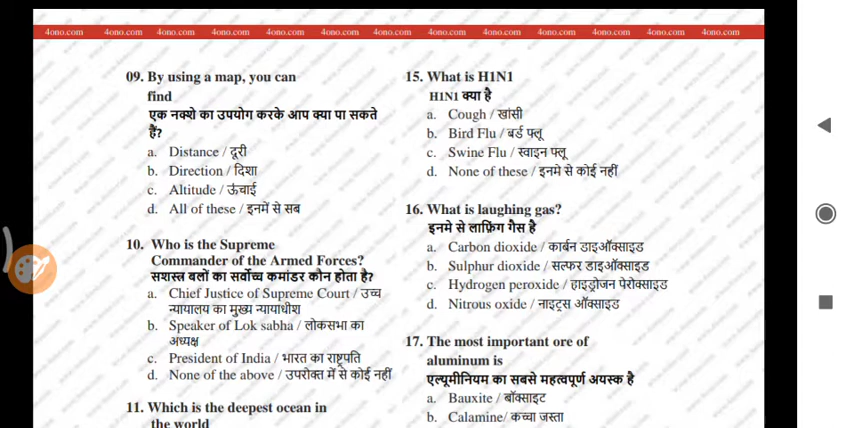 4ono.com 4ono.com 4ono.com 4ono.com 4ono.com 4ono.com 4ono.com 4ono.com 4ono.com 4ono.com 4ono.com 4ono.com 4ono.com
09. By using a map, you can
find
एक नक्शे का उपयोग करके आप क्या पा सकते
हैं?
a. Distance / दूरी
b. Direction / दिशा
c. Altitude / ऊंचाई
d. All of these / इनमें से सब
10. Who is the Supreme
Commander of the Armed Forces?
सशस्त्र बलों का सर्वोच्च कमांडर कौन होता है?
a. Chief Justice of Supreme Court / उच्च
न्यायालय का मुख्य न्यायाधीश
b. Speaker of Lok sabha / लोकसभा का
अध्यक्ष
c. President of India / भारत का राष्ट्रपति
d. None of the above / उपरोक्त में से कोई नहीं
11. Which is the deepest ocean in
the world
15. What is H1N1
H1N1 क्या है
a. Cough / खांसी
b. Bird Flu / बर्ड फ्लू
c. Swine Flu / स्वाइन फ्लू
d. None of these / इनमे से कोई नहीं
16. What is laughing gas?
इनमे से लाफ़िंग गैस है
a. Carbon dioxide / कार्बन डाइऑक्साइड
b. Sulphur dioxide / सल्फर डाइऑक्साइड
c. Hydrogen peroxide / हाइड्रोजन पेरोक्साइड
d. Nitrous oxide / नाइट्रस ऑक्साइड
17. The most important ore of
aluminum is
एल्यूमीनियम का सबसे महत्वपूर्ण अयस्क है
a. Bauxite / बॉक्साइट
b. Calamine/ कच्चा जस्ता